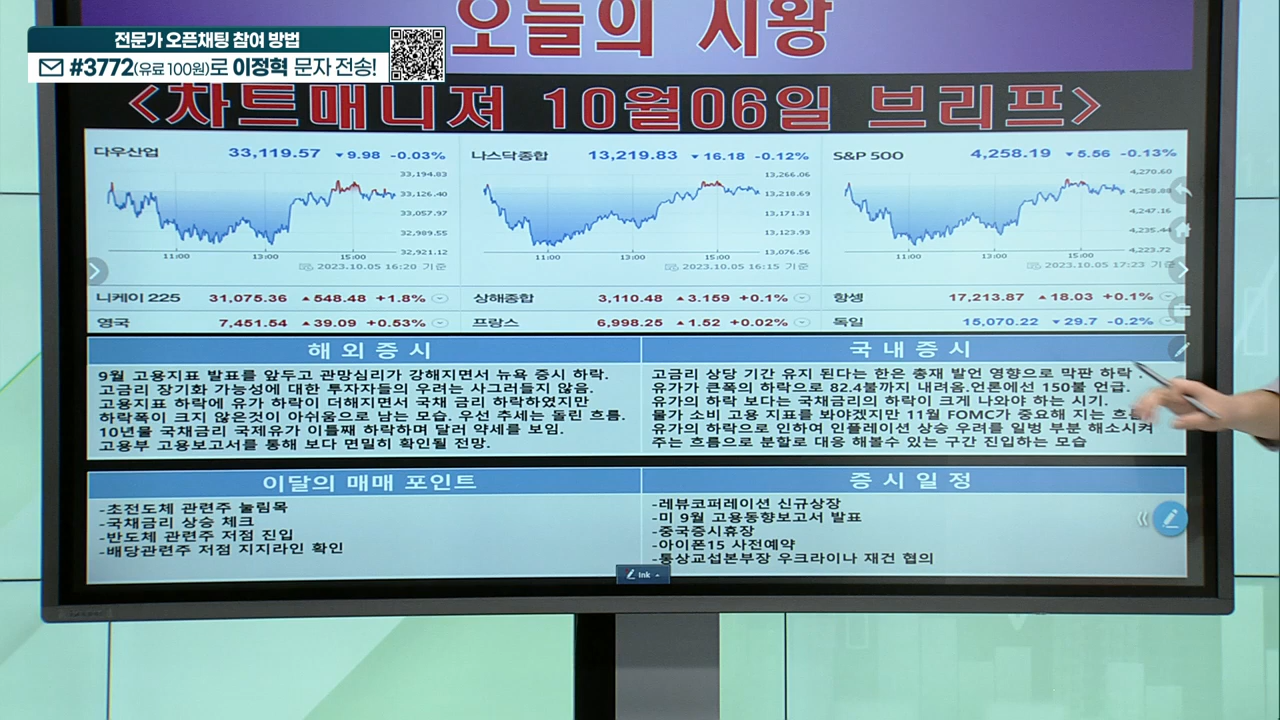 전문가 오픈채팅 참여 방법
#3772(유료 100원)로 이정혁 문자 전송!
오늘의 시황
<차트매니져 10월06일 브리프>
다우산업 33,119.57 ▼9.98 -0.03%
33,194.83
33,126.40
33,057.97
32,989.55
32,921.12
11:00 13:00 15:00
2023.10.05 16:20 기준
나스닥종합 13,219.83 ▼16.18 -0.12%
13,266.06
13,218.69
13,171.31
13,123.93
13,076.56
11:00 13:00 15:00
2023.10.05 16:15 기준
S&P 500 4,258.19 ▼5.56 -0.13%
4,270.60
4,258.88
4,247.16
4,235.44
4,223.72
11:00 13:00 15:00
2023.10.05 17:23 기준
니케이 225 31,075.36 ▲548.48 +1.8%
상해종합 3,110.48 ▲3.159 +0.1%
항셍 17,213.87 ▲18.03 +0.1%
영국 7,451.54 ▲39.09 +0.53%
프랑스 6,998.25 ▲1.52 +0.02%
독일 15,070.22 ▼29.7 -0.2%
해 외 증 시
9월 고용지표 발표를 앞두고 관망심리가 강해지면서 뉴욕 증시 하락.
고금리 장기화 가능성에 대한 투자자들의 우려는 사그러들지 않음.
고용지표 하락에 유가 하락이 더해지면서 국채 금리 하락하였지만
하락폭이 크지 않은것이 아쉬움으로 남는 모습. 우선 추세는 돌린 흐름.
10년물 국채금리 국제유가 이틀째 하락하며 달러 약세를 보임.
고용부 고용보고서를 통해 보다 면밀히 확인될 전망.
국 내 증 시
고금리 상당 기간 유지 된다는 한은 총재 발언 영향으로 막판 하락 .
유가가 큰폭의 하락으로 82.4불까지 내려옴.언론에선 150불 언급.
유가의 하락 보다는 국채금리의 하락이 크게 나와야 하는 시기.
물가 소비 고용 지표를 봐야겠지만 11월 FOMC가 중요해 지는
유가의 하락으로 인하여 인플레이션 상승 우려를 일벙 부분 해소시켜
주는 흐름으로 분할로 대응 해볼수 있는 구간 진입하는 모습
이달의 매매 포인트
-초전도체 관련주 눌림목
-국채금리 상승 체크
-반도체 관련주 저점 진입
-배당관련주 저점 지지라인 확인
증 시 일 정
-레뷰코퍼레이션 신규상장
-미 9월 고용동향보고서 발표
-중국증시휴장
-아이폰15 사전예약
-통상교섭본부장 우크라이나 재건 협의
Ink